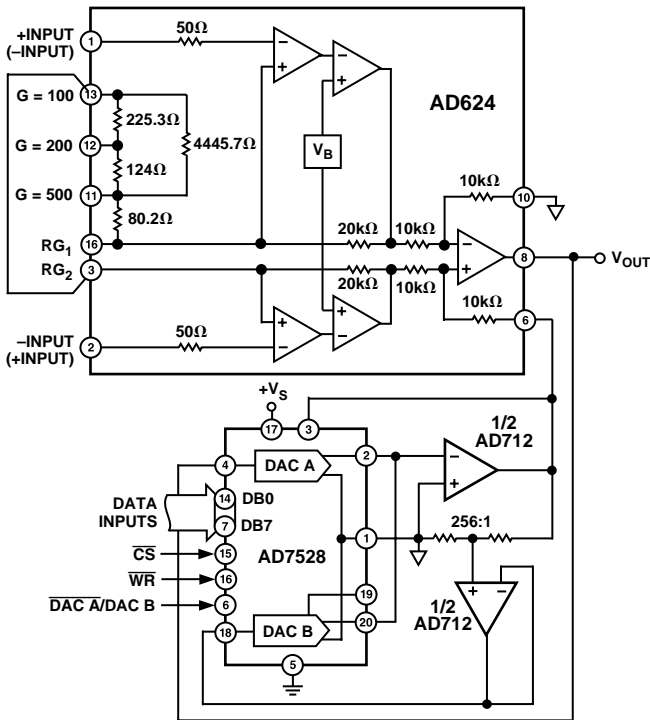 +INPUT
(–INPUT)
1
50Ω
–
+
–
+
AD624
G = 100
13
225.3Ω
4445.7Ω
G = 200
12
124Ω
V_B
G = 500
11
80.2Ω
10kΩ
10
RG₁
16
20kΩ
10kΩ
–
+
8
V_OUT
RG₂
3
20kΩ
10kΩ
10kΩ
6
+
–
+
–
–INPUT
(+INPUT)
2
50Ω
+V_S
17
3
1/2
AD712
4
DAC A
2
–
+
DATA
INPUTS
14
DB0
7
DB7
1
256:1
CS
15
AD7528
WR
16
19
+
–
DAC A/DAC B
6
20
1/2
AD712
18
DAC B
5